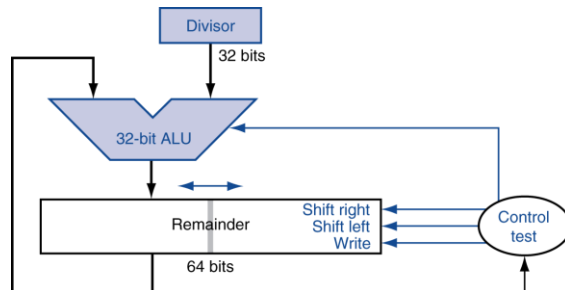 Divisor
32 bits
32-bit ALU
Remainder
Shift right
Shift left
Write
Control
test
64 bits